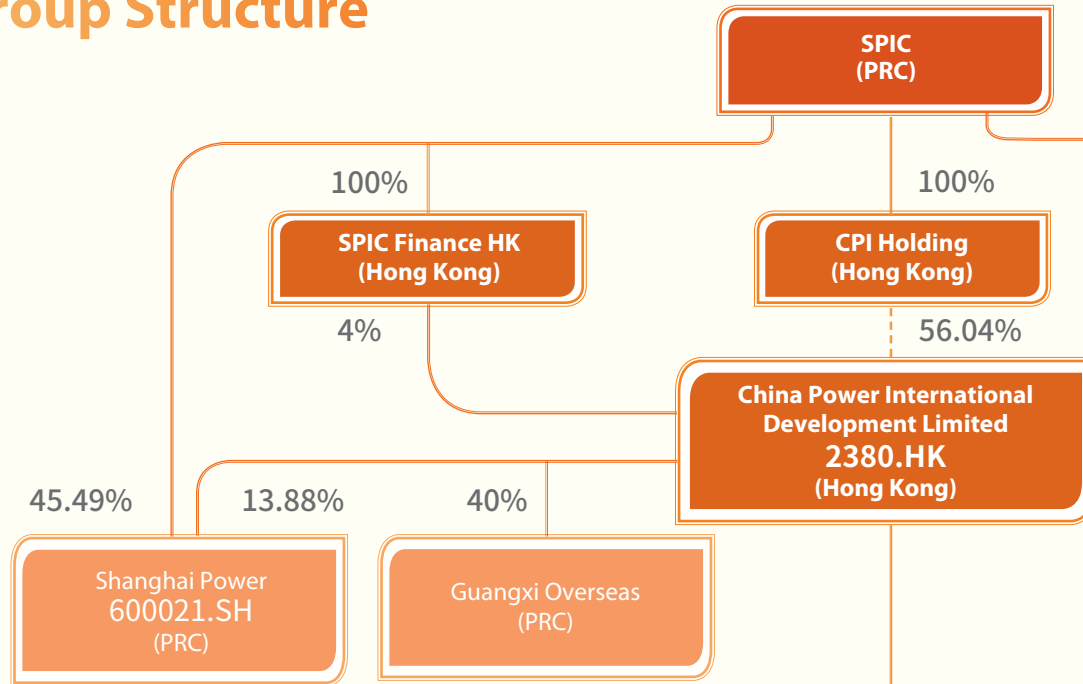 roup Structure
SPIC
(PRC)
100%
100%
SPIC Finance HK
(Hong Kong)
CPI Holding
(Hong Kong)
4%
56.04%
China Power International
Development Limited
2380.HK
(Hong Kong)
45.49%
13.88%
40%
Shanghai Power
600021.SH
(PRC)
Guangxi Overseas
(PRC)